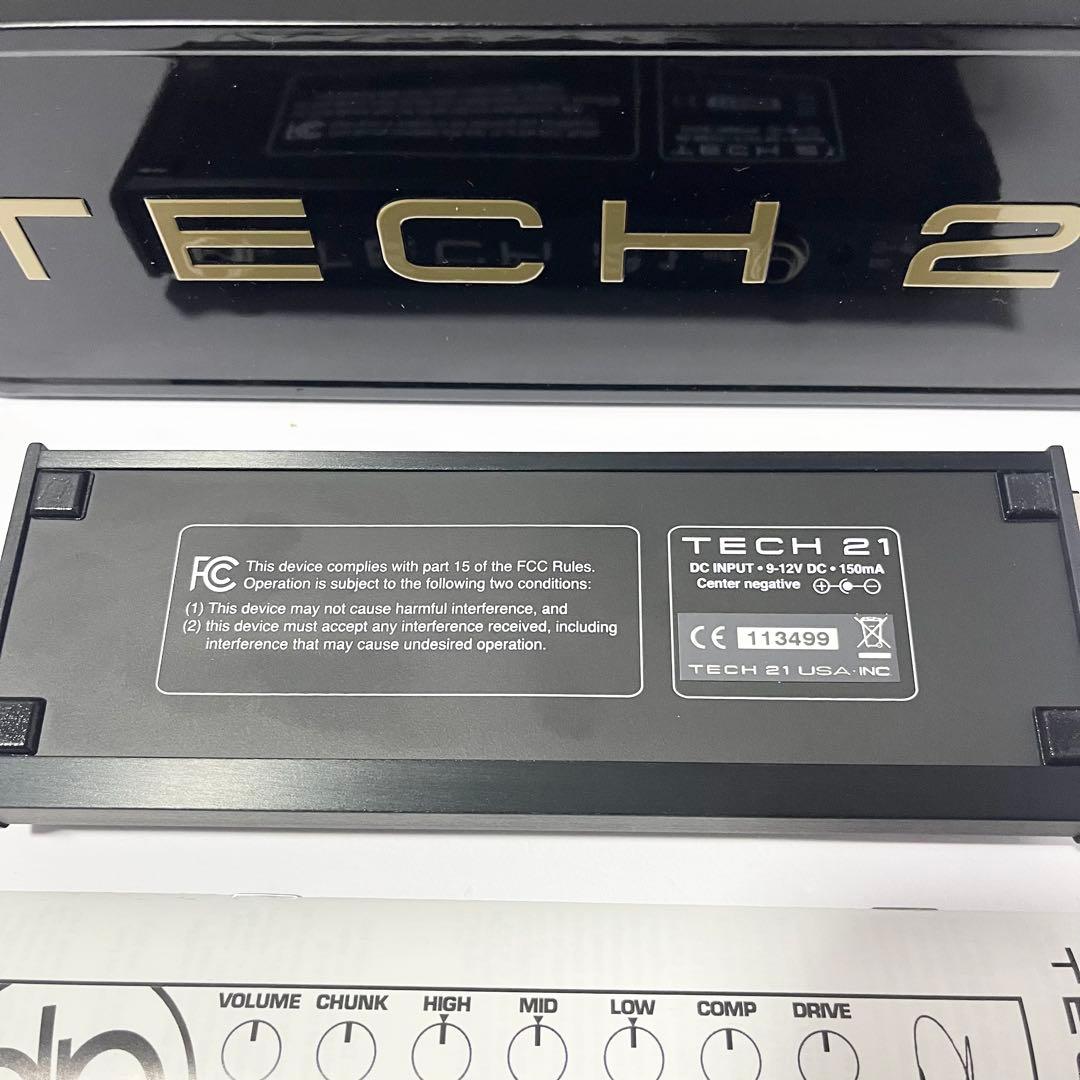 TECH 2
FCC This device complies with part 15 of the FCC Rules.
Operation is subject to the following two conditions:
(1) This device may not cause harmful interference, and
(2) this device must accept any interference received, including
interference that may cause undesired operation.
TECH 21
DC INPUT • 9-12V DC • 150mA
Center negative
CE 113499
TECH 21 USA·INC
VOLUME CHUNK HIGH MID LOW COMP DRIVE